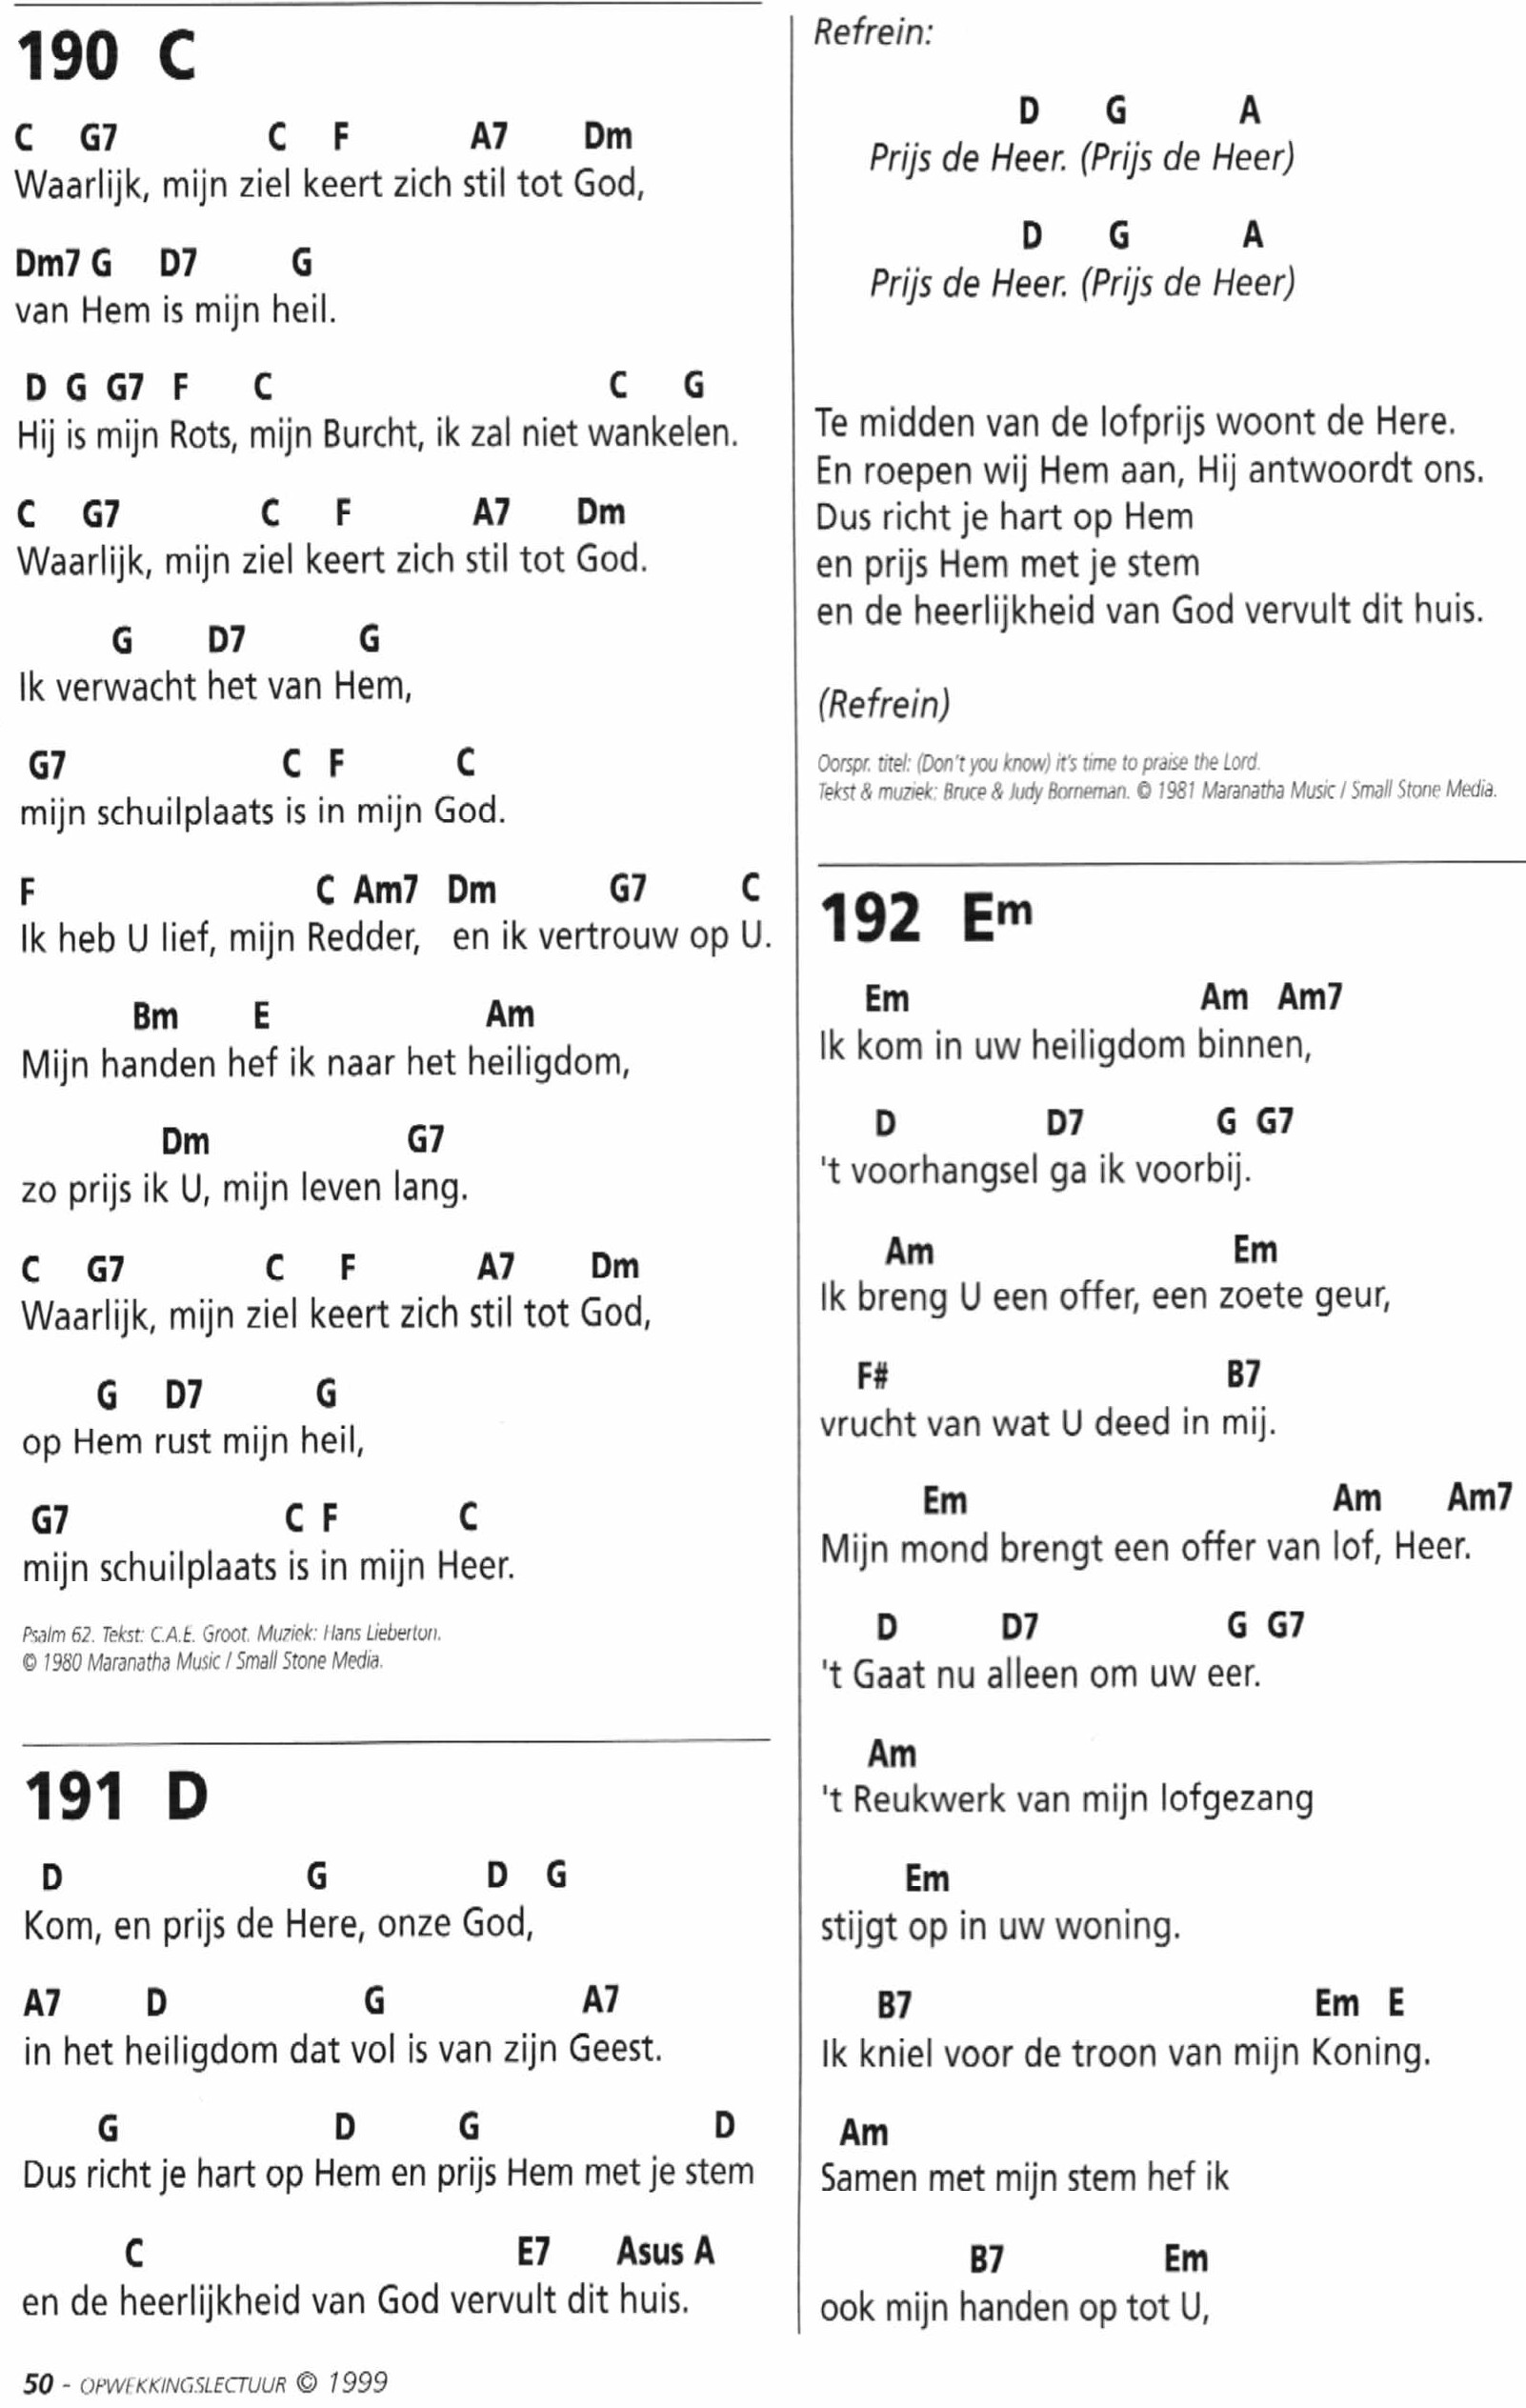 190 C
C G7 C F A7 Dm
Waarlijk, mijn ziel keert zich stil tot God,
Dm7 G D7 G
van Hem is mijn heil.
D G G7 F C C G
Hij is mijn Rots, mijn Burcht, ik zal niet wankelen.
C G7 C F A7 Dm
Waarlijk, mijn ziel keert zich stil tot God.
G D7 G
Ik verwacht het van Hem,
G7 C F C
mijn schuilplaats is in mijn God.
F C Am7 Dm G7 C
Ik heb U lief, mijn Redder, en ik vertrouw op U.
Bm E Am
Mijn handen hef ik naar het heiligdom,
Dm G7
zo prijs ik U, mijn leven lang.
C G7 C F A7 Dm
Waarlijk, mijn ziel keert zich stil tot God,
G D7 G
op Hem rust mijn heil,
G7 C F C
mijn schuilplaats is in mijn Heer.
Psalm 62. Tekst: C.A.E. Groot. Muziek: Hans Lieberton.
© 1980 Maranatha Music / Small Stone Media.
191 D
D G D G
Kom, en prijs de Here, onze God,
A7 D G A7
in het heiligdom dat vol is van zijn Geest.
G D G D
Dus richt je hart op Hem en prijs Hem met je stem
C E7 Asus A
en de heerlijkheid van God vervult dit huis.
Refrein:
D G A
Prijs de Heer. (Prijs de Heer)
D G A
Prijs de Heer. (Prijs de Heer)
Te midden van de lofprijs woont de Here.
En roepen wij Hem aan, Hij antwoordt ons.
Dus richt je hart op Hem
en prijs Hem met je stem
en de heerlijkheid van God vervult dit huis.
(Refrein)
Oorspr. titel: (Don't you know) it's time to praise the Lord.
Tekst & muziek: Bruce & Judy Borneman. © 1981 Maranatha Music / Small Stone Media.
192 Em
Em Am Am7
Ik kom in uw heiligdom binnen,
D D7 G G7
't voorhangsel ga ik voorbij.
Am Em
Ik breng U een offer, een zoete geur,
F# B7
vrucht van wat U deed in mij.
Em Am Am7
Mijn mond brengt een offer van lof, Heer.
D D7 G G7
't Gaat nu alleen om uw eer.
Am
't Reukwerk van mijn lofgezang
Em
stijgt op in uw woning.
B7 Em E
Ik kniel voor de troon van mijn Koning.
Am
Samen met mijn stem hef ik
B7 Em
ook mijn handen op tot U,
50 - OPWEKKINGSLECTUUR © 1999